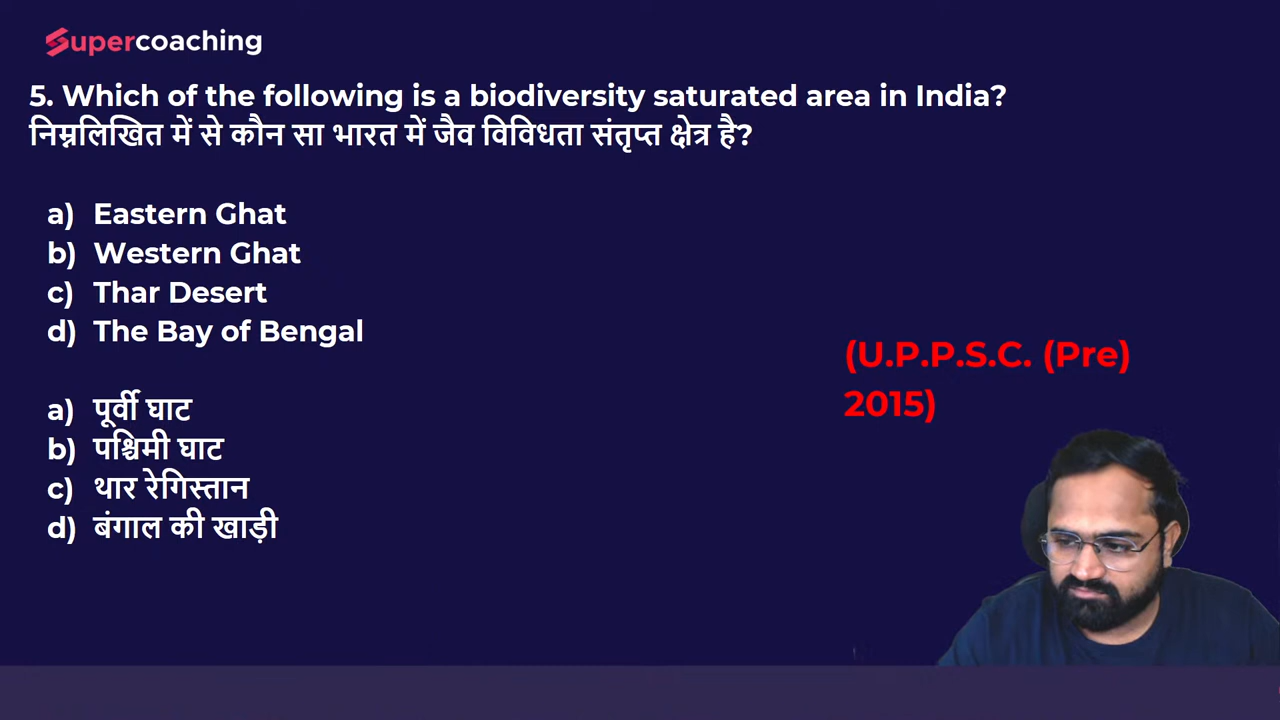 Supercoaching
5. Which of the following is a biodiversity saturated area in India?
निम्नलिखित में से कौन सा भारत में जैव विविधता संतृप्त क्षेत्र है?
a) Eastern Ghat
b) Western Ghat
c) Thar Desert
d) The Bay of Bengal
(U.P.P.S.C. (Pre)
2015)
a) पूर्वी घाट
b) पश्चिमी घाट
c) थार रेगिस्तान
d) बंगाल की खाड़ी